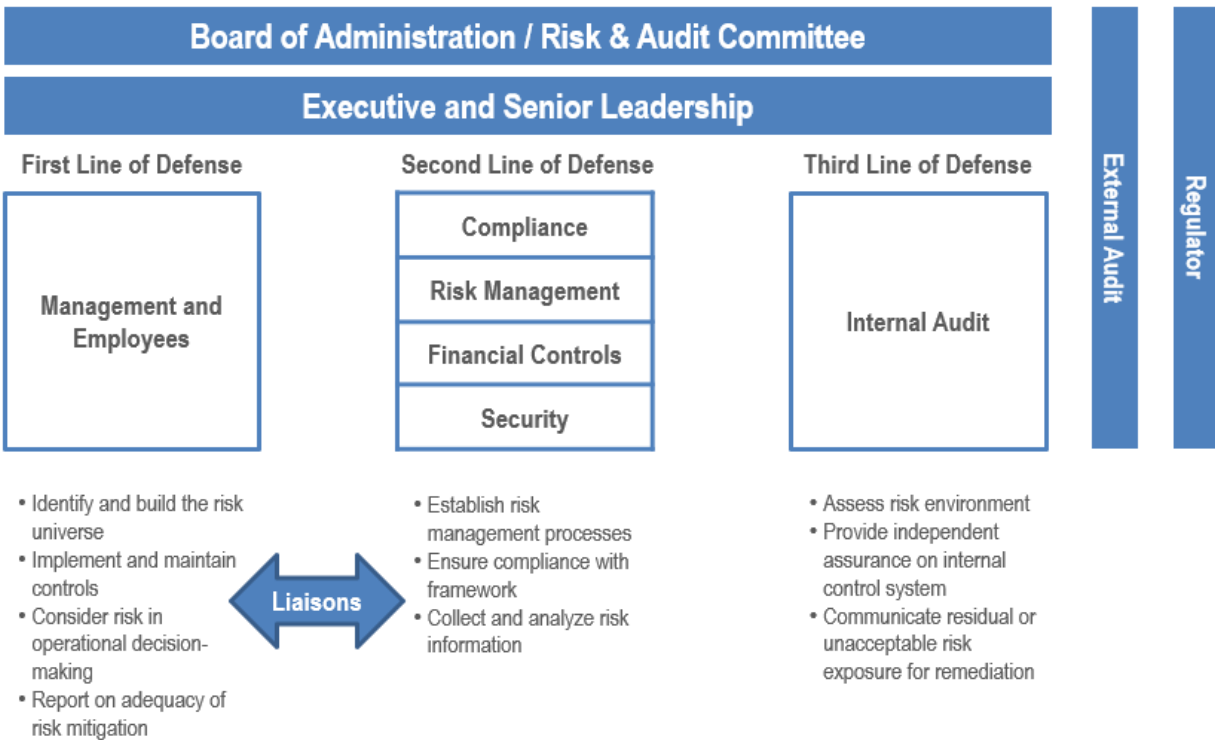 Board of Administration / Risk & Audit Committee
Executive and Senior Leadership
First Line of Defense
Management and
Employees
• Identify and build the risk
universe
• Implement and maintain
controls
• Consider risk in
operational decision-
making
• Report on adequacy of
risk mitigation
Liaisons
Second Line of Defense
Compliance
Risk Management
Financial Controls
Security
• Establish risk
management processes
• Ensure compliance with
framework
• Collect and analyze risk
information
Third Line of Defense
Internal Audit
• Assess risk environment
• Provide independent
assurance on internal
control system
• Communicate residual or
unacceptable risk
exposure for remediation
External Audit
Regulator